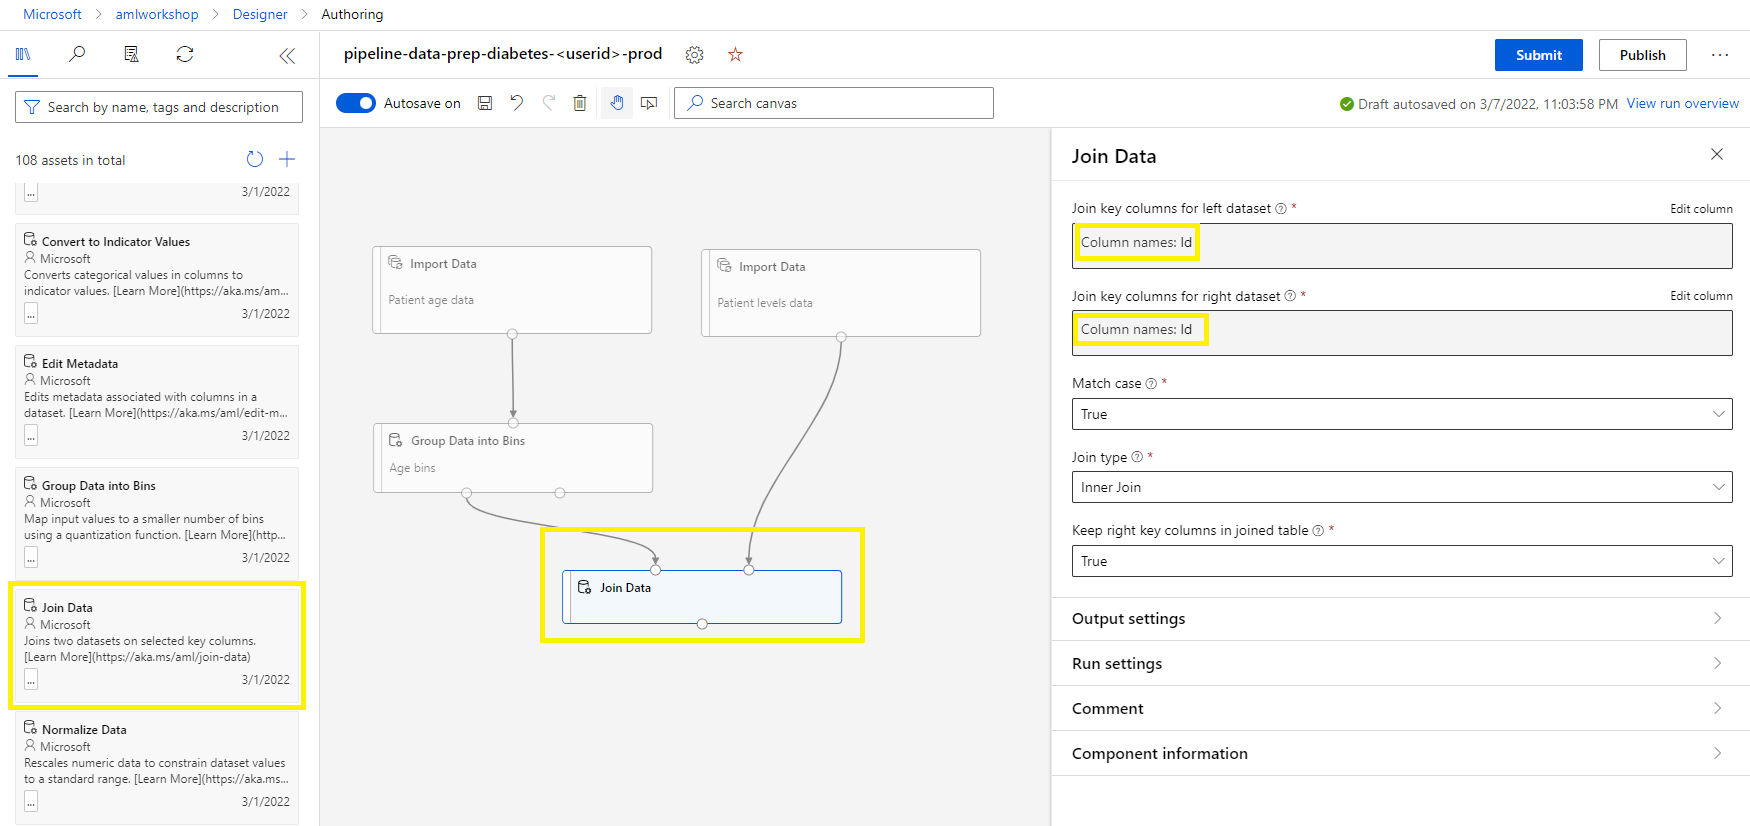 Microsoft > amlworkshop > Designer > Authoring
pipeline-data-prep-diabetes-<userid>-prod
Submit
Publish
...
Search by name, tags and description
Autosave on
Search canvas
Draft autosaved on 3/7/2022, 11:03:58 PM View run overview
108 assets in total
...
3/1/2022
Convert to Indicator Values
Microsoft
Converts categorical values in columns to
indicator values. [Learn More](https://aka.ms/am...
...
3/1/2022
Edit Metadata
Microsoft
Edits metadata associated with columns in a
dataset. [Learn More](https://aka.ms/aml/edit-m...
...
3/1/2022
Group Data into Bins
Microsoft
Map input values to a smaller number of bins
using a quantization function. [Learn More](http...
...
3/1/2022
Join Data
Microsoft
Joins two datasets on selected key columns.
[Learn More](https://aka.ms/aml/join-data)
...
3/1/2022
Normalize Data
Microsoft
Rescales numeric data to constrain dataset values
to a standard range. [Learn More](https://aka.ms...
...
3/1/2022
Import Data
Patient age data
Import Data
Patient levels data
Group Data into Bins
Age bins
Join Data
Join Data
Join key columns for left dataset ? *
Edit column
Column names: Id
Join key columns for right dataset ? *
Edit column
Column names: Id
Match case ? *
True
Join type ? *
Inner Join
Keep right key columns in joined table ? *
True
Output settings
Run settings
Comment
Component information